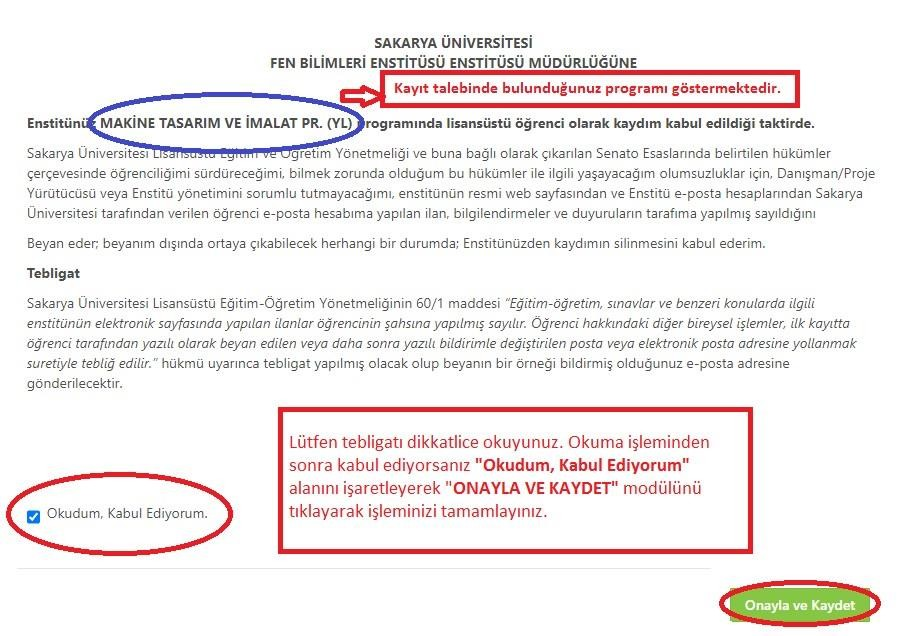 SAKARYA ÜNİVERSİTESİ
FEN BİLİMLERİ ENSTİTÜSÜ ENSTİTÜSÜ MÜDÜRLÜĞÜNE
Kayıt talebinde bulunduğunuz programı göstermektedir.
Enstitünüz MAKİNE TASARIM VE İMALAT PR. (YL) programında lisansüstü öğrenci olarak kaydım kabul edildiği taktirde.
Sakarya Üniversitesi Lisansüstü Eğitim ve Öğretim Yönetmeliği ve buna bağlı olarak çıkarılan Senato Esaslarında belirtilen hükümler
çerçevesinde öğrenciliğimi sürdüreceğimi, bilmek zorunda olduğum bu hükümler ile ilgili yaşayacağım olumsuzluklar için, Danışman/Proje
Yürütücüsü veya Enstitü yönetimini sorumlu tutmayacağımı, enstitünün resmi web sayfasından ve Enstitü e-posta hesaplarından Sakarya
Üniversitesi tarafından verilen öğrenci e-posta hesabıma yapılan ilan, bilgilendirmeler ve duyuruların tarafıma yapılmış sayıldığını
Beyan eder; beyanım dışında ortaya çıkabilecek herhangi bir durumda; Enstitünüzden kaydımın silinmesini kabul ederim.
Tebligat
Sakarya Üniversitesi Lisansüstü Eğitim-Öğretim Yönetmeliğinin 60/1 maddesi “Eğitim-öğretim, sınavlar ve benzeri konularda ilgili
enstitünün elektronik sayfasında yapılan ilanlar öğrencinin şahsına yapılmış sayılır. Öğrenci hakkındaki diğer bireysel işlemler, ilk kayıtta
öğrenci tarafından yazılı olarak beyan edilen veya daha sonra yazılı bildirimle değiştirilen posta veya elektronik posta adresine yollanmak
suretiyle tebliğ edilir.” hükmü uyarınca tebligat yapılmış olacak olup beyanın bir örneği bildirmiş olduğunuz e-posta adresine
gönderilecektir.
Lütfen tebligatı dikkatlice okuyunuz. Okuma işleminden
sonra kabul ediyorsanız "Okudum, Kabul Ediyorum"
alanını işaretleyerek "ONAYLA VE KAYDET" modülünü
tıklayarak işleminizi tamamlayınız.
Okudum, Kabul Ediyorum.
Onayla ve Kaydet